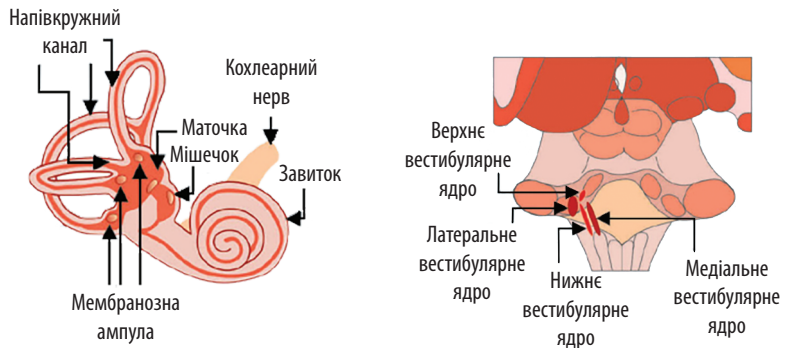 Напівкружний
канал
Кохлеарний
нерв
Маточка
Мішечок
Завиток
Мембранозна
ампула
Верхнє
вестибулярне
ядро
Латеральне
вестибулярне
ядро
Нижнє
вестибулярне
ядро
Медіальне
вестибулярне
ядро